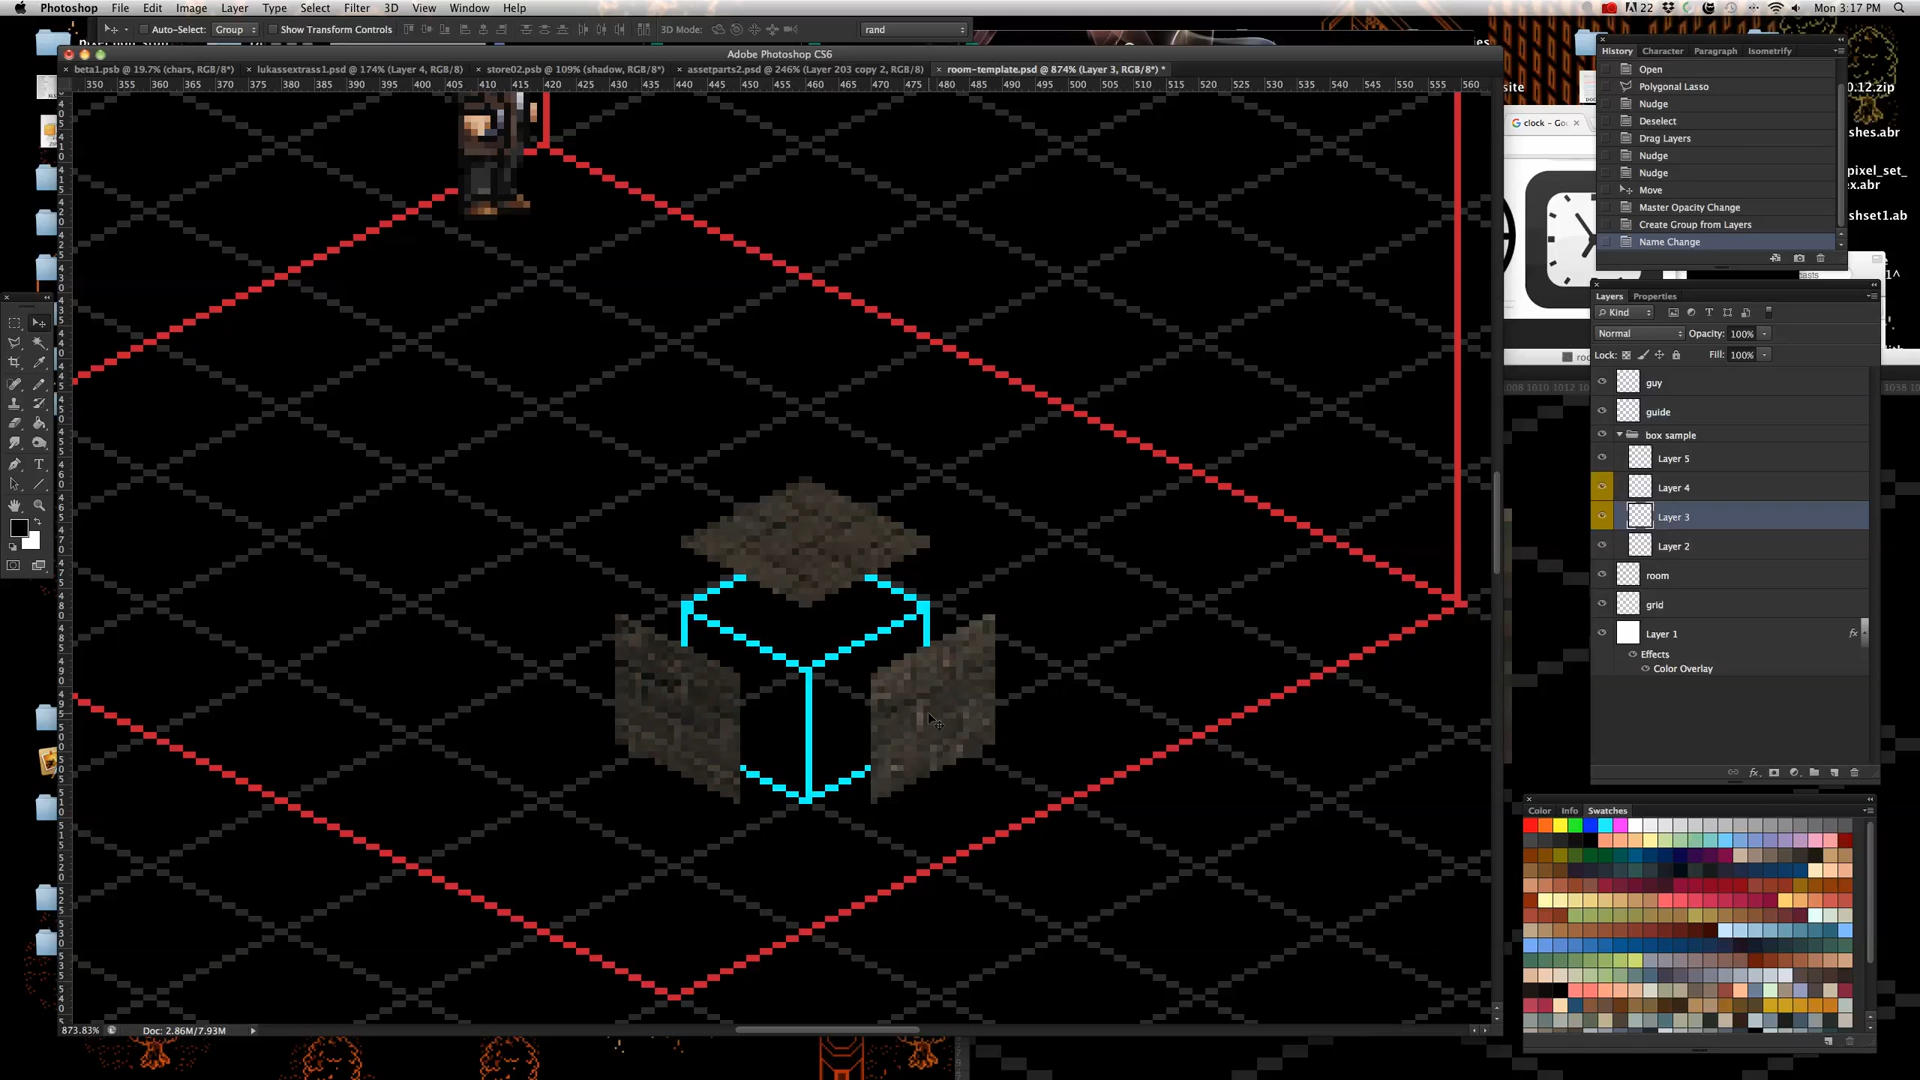 Photoshop File Edit Image Layer Type Select Filter 3D View Window Help
22 Mon 3:17 PM
Auto-Select: Group Show Transform Controls 3D Mode: rand
Adobe Photoshop CS6
beta1.psb @ 19.7% (chars, RGB/8*) lukassextrass1.psd @ 174% (Layer 4, RGB/8) store02.psb @ 109% (shadow, RGB/8*) assetparts2.psd @ 246% (Layer 203 copy 2, RGB/8) room-template.psd @ 874% (Layer 3, RGB/8*) *
350 355 360 365 370 375 380 385 390 395 400 405 410 415 420 425 430 435 440 445 450 455 460 465 470 475 480 485 490 495 500 505 510 515 520 525 530 535 540 545 550 555 560
History Character Paragraph Isometry
Open
Polygonal Lasso
Nudge
Deselect
Drag Layers
Nudge
Nudge
Move
Master Opacity Change
Create Group from Layers
Name Change
site
0.12.zip
clock - Goo
shes.abr
pixel_set_
ex.abr
shset1.ab
Layers Properties
Kind
Normal Opacity: 100%
Lock: Fill: 100%
guy
guide
box sample
Layer 5
Layer 4
Layer 3
Layer 2
room
grid
Layer 1 fx
Effects
Color Overlay
Color Info Swatches
873.83% Doc: 2.86M/7.93M